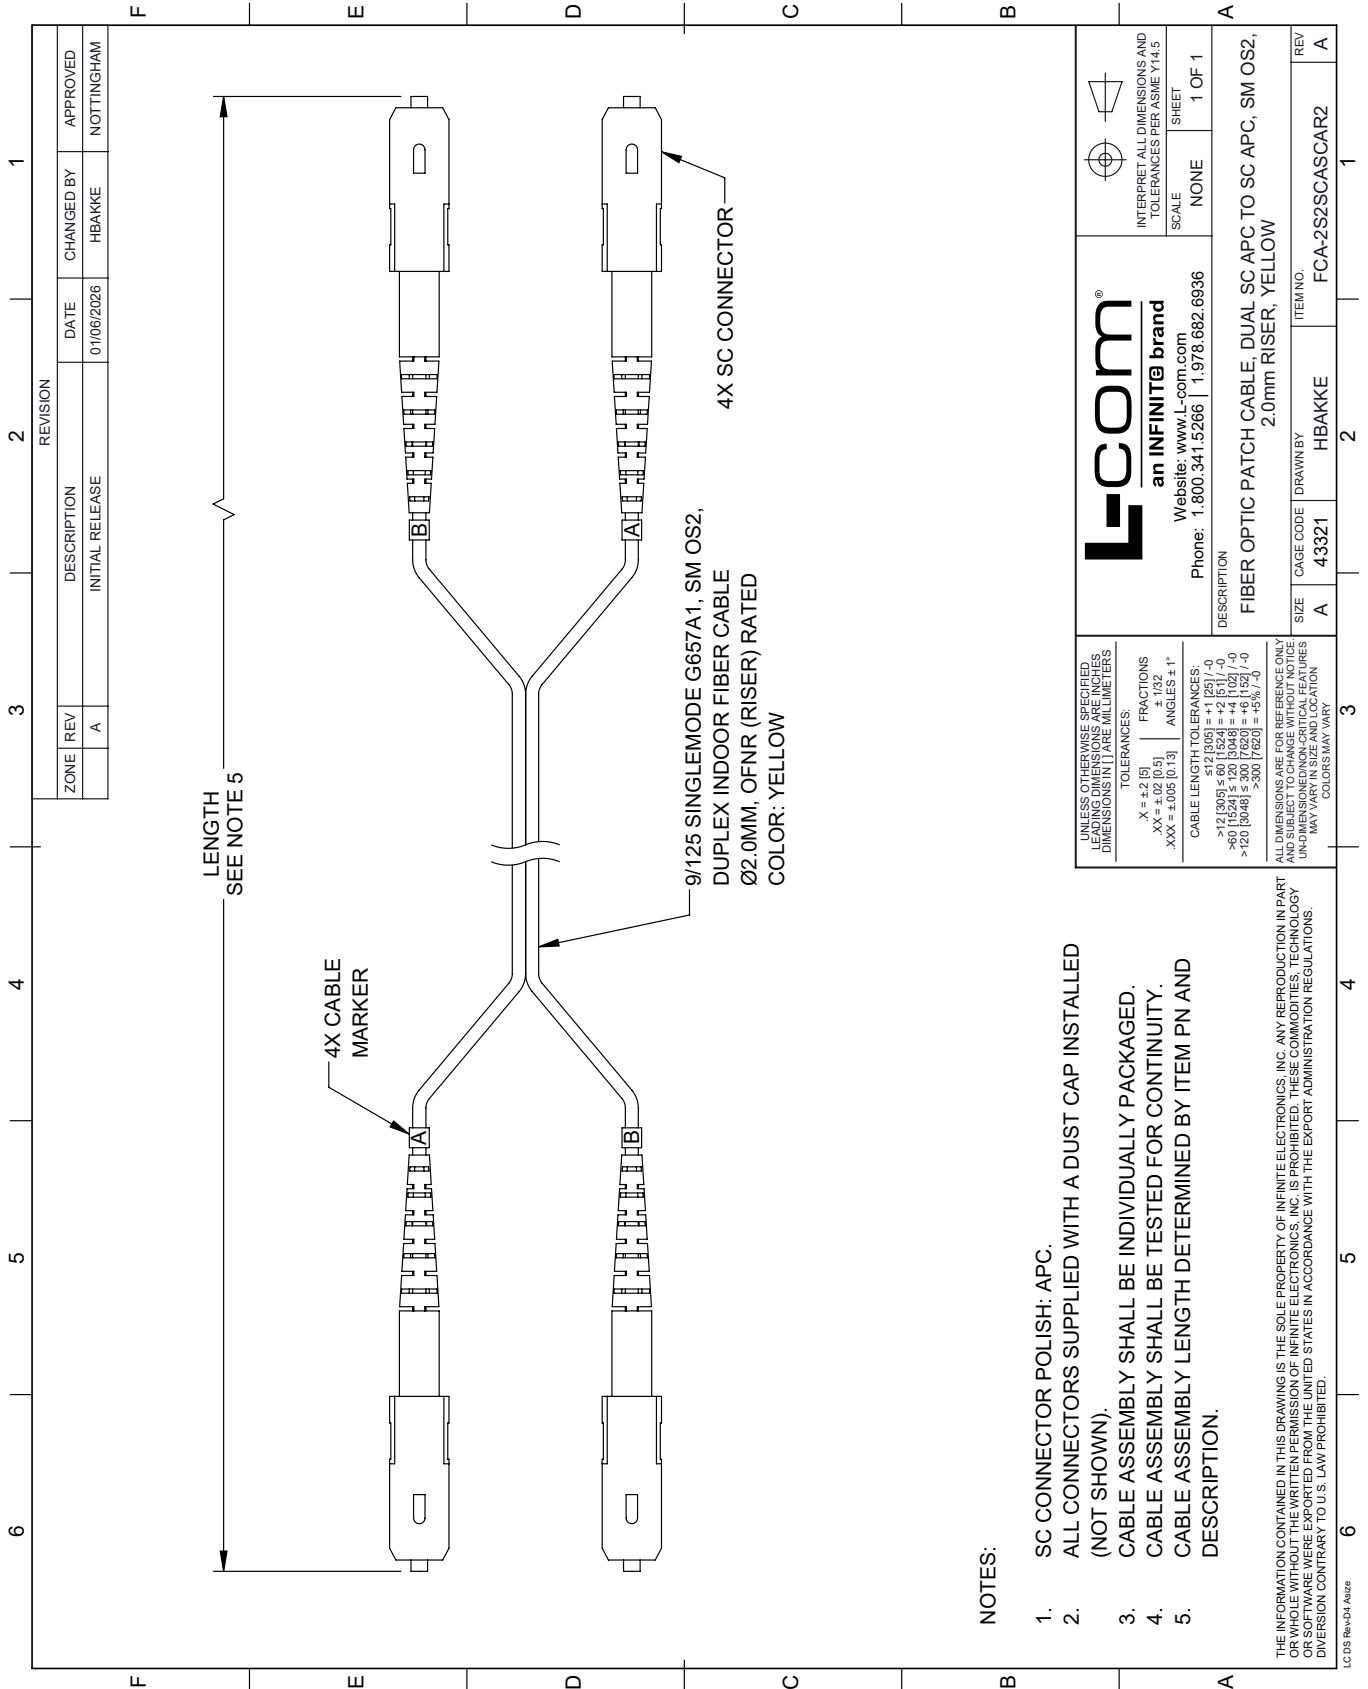 6 5 4 3 2 1
F
E
D
C
B
A
REVISION
ZONE REV DESCRIPTION DATE CHANGED BY APPROVED
A INITIAL RELEASE 01/06/2026 HBAKKE NOTTINGHAM
LENGTH
SEE NOTE 5
4X CABLE
MARKER
A
B
B
A
4X SC CONNECTOR
9/125 SINGLEMODE G657A1, SM OS2,
DUPLEX INDOOR FIBER CABLE
Ø2.0MM, OFNR (RISER) RATED
COLOR: YELLOW
NOTES:
1. SC CONNECTOR POLISH: APC.
2. ALL CONNECTORS SUPPLIED WITH A DUST CAP INSTALLED
(NOT SHOWN).
3. CABLE ASSEMBLY SHALL BE INDIVIDUALLY PACKAGED.
4. CABLE ASSEMBLY SHALL BE TESTED FOR CONTINUITY.
5. CABLE ASSEMBLY LENGTH DETERMINED BY ITEM PN AND
DESCRIPTION.
THE INFORMATION CONTAINED IN THIS DRAWING IS THE SOLE PROPERTY OF INFINITE ELECTRONICS, INC. ANY REPRODUCTION IN PART
OR WHOLE WITHOUT THE WRITTEN PERMISSION OF INFINITE ELECTRONICS, INC. IS PROHIBITED. THESE COMMODITIES, TECHNOLOGY
OR SOFTWARE WERE EXPORTED FROM THE UNITED STATES IN ACCORDANCE WITH THE EXPORT ADMINISTRATION REGULATIONS.
DIVERSION CONTRARY TO U.S. LAW PROHIBITED.
UNLESS OTHERWISE SPECIFIED
LEADING DIMENSIONS ARE INCHES
DIMENSIONS IN [ ] ARE MILLIMETERS
TOLERANCES:
.X = ±.2 [5] FRACTIONS
.XX = ±.02 [0.5] ± 1/32
.XXX = ±.005 [0.13] ANGLES ± 1°
CABLE LENGTH TOLERANCES:
≤12 [305] = +1 [25] / -0
>12 [305] ≤ 60 [1524] = +2 [51] / -0
>60 [1524] ≤ 120 [3048] = +4 [102] / -0
>120 [3048] ≤ 300 [7620] = +6 [152] / -0
>300 [7620] = +5% / -0
ALL DIMENSIONS ARE FOR REFERENCE ONLY
AND SUBJECT TO CHANGE WITHOUT NOTICE.
UN-DIMENSIONED/NON-CRITICAL FEATURES
MAY VARY IN SIZE AND LOCATION
COLORS MAY VARY
L-com®
an INFINITe brand
Website: www.L-com.com
Phone: 1.800.341.5266 | 1.978.682.6936
INTERPRET ALL DIMENSIONS AND
TOLERANCES PER ASME Y14.5
SCALE SHEET
NONE 1 OF 1
DESCRIPTION
FIBER OPTIC PATCH CABLE, DUAL SC APC TO SC APC, SM OS2,
2.0mm RISER, YELLOW
SIZE CAGE CODE DRAWN BY ITEM NO. REV
A 43321 HBAKKE FCA-2S2SCASCAR2 A
F
E
D
C
B
A
LC DS Rev-D4 Asize
6 5 4 3 2 1